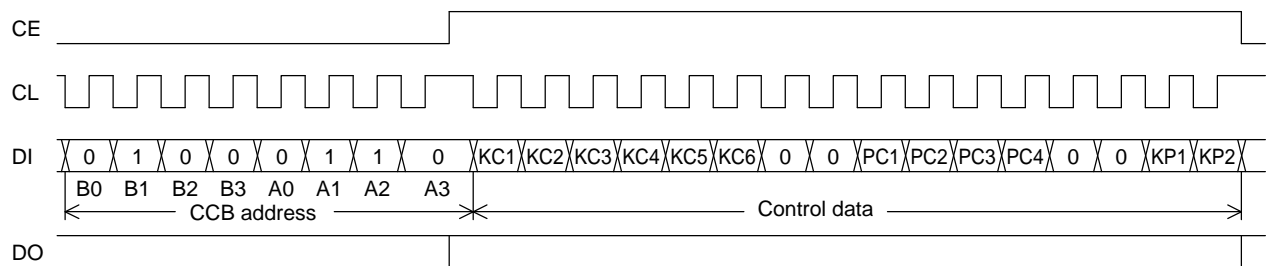 CE
CL
DI 0 1 0 0 0 1 1 0 KC1 KC2 KC3 KC4 KC5 KC6 0 0 PC1 PC2 PC3 PC4 0 0 KP1 KP2
B0 B1 B2 B3 A0 A1 A2 A3
CCB address Control data
DO